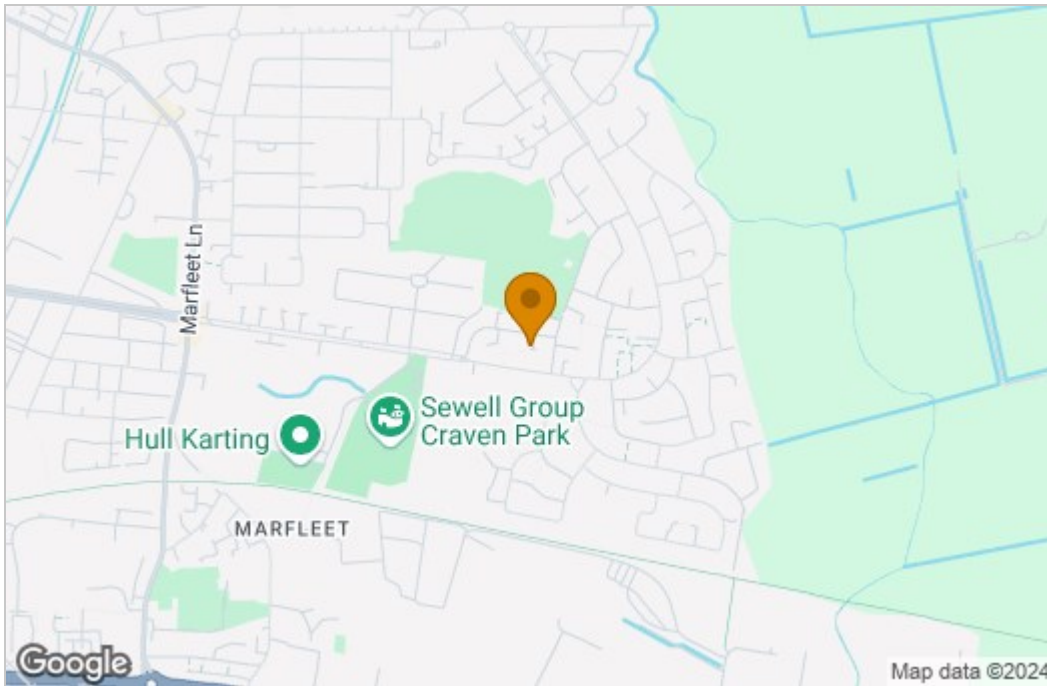 Marfleet Ln
Sewell Group
Craven Park
Hull Karting
MARFLEET
Google
Map data ©2024